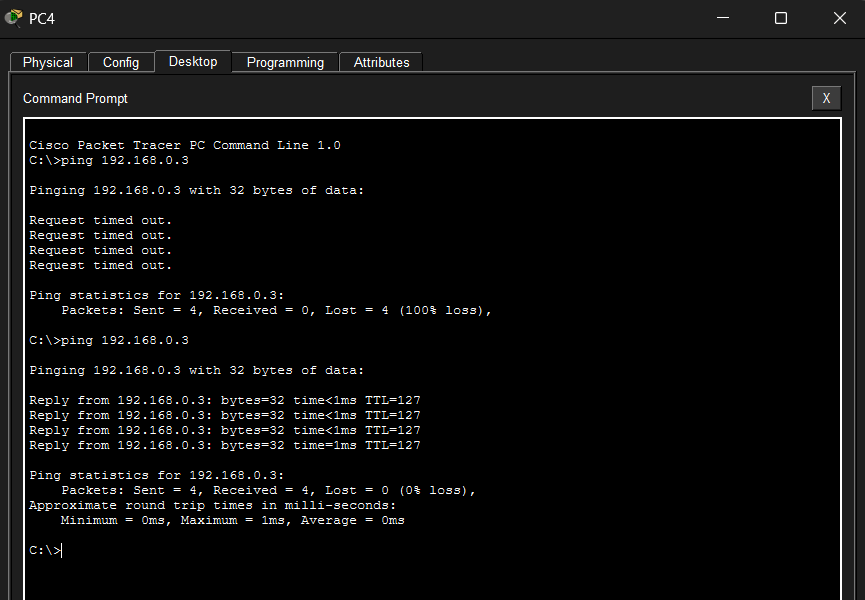 PC4
Physical Config Desktop Programming Attributes
Command Prompt X
Cisco Packet Tracer PC Command Line 1.0
C:\>ping 192.168.0.3
Pinging 192.168.0.3 with 32 bytes of data:
Request timed out.
Request timed out.
Request timed out.
Request timed out.
Ping statistics for 192.168.0.3:
Packets: Sent = 4, Received = 0, Lost = 4 (100% loss),
C:\>ping 192.168.0.3
Pinging 192.168.0.3 with 32 bytes of data:
Reply from 192.168.0.3: bytes=32 time<1ms TTL=127
Reply from 192.168.0.3: bytes=32 time<1ms TTL=127
Reply from 192.168.0.3: bytes=32 time<1ms TTL=127
Reply from 192.168.0.3: bytes=32 time=1ms TTL=127
Ping statistics for 192.168.0.3:
Packets: Sent = 4, Received = 4, Lost = 0 (0% loss),
Approximate round trip times in milli-seconds:
Minimum = 0ms, Maximum = 1ms, Average = 0ms
C:\>